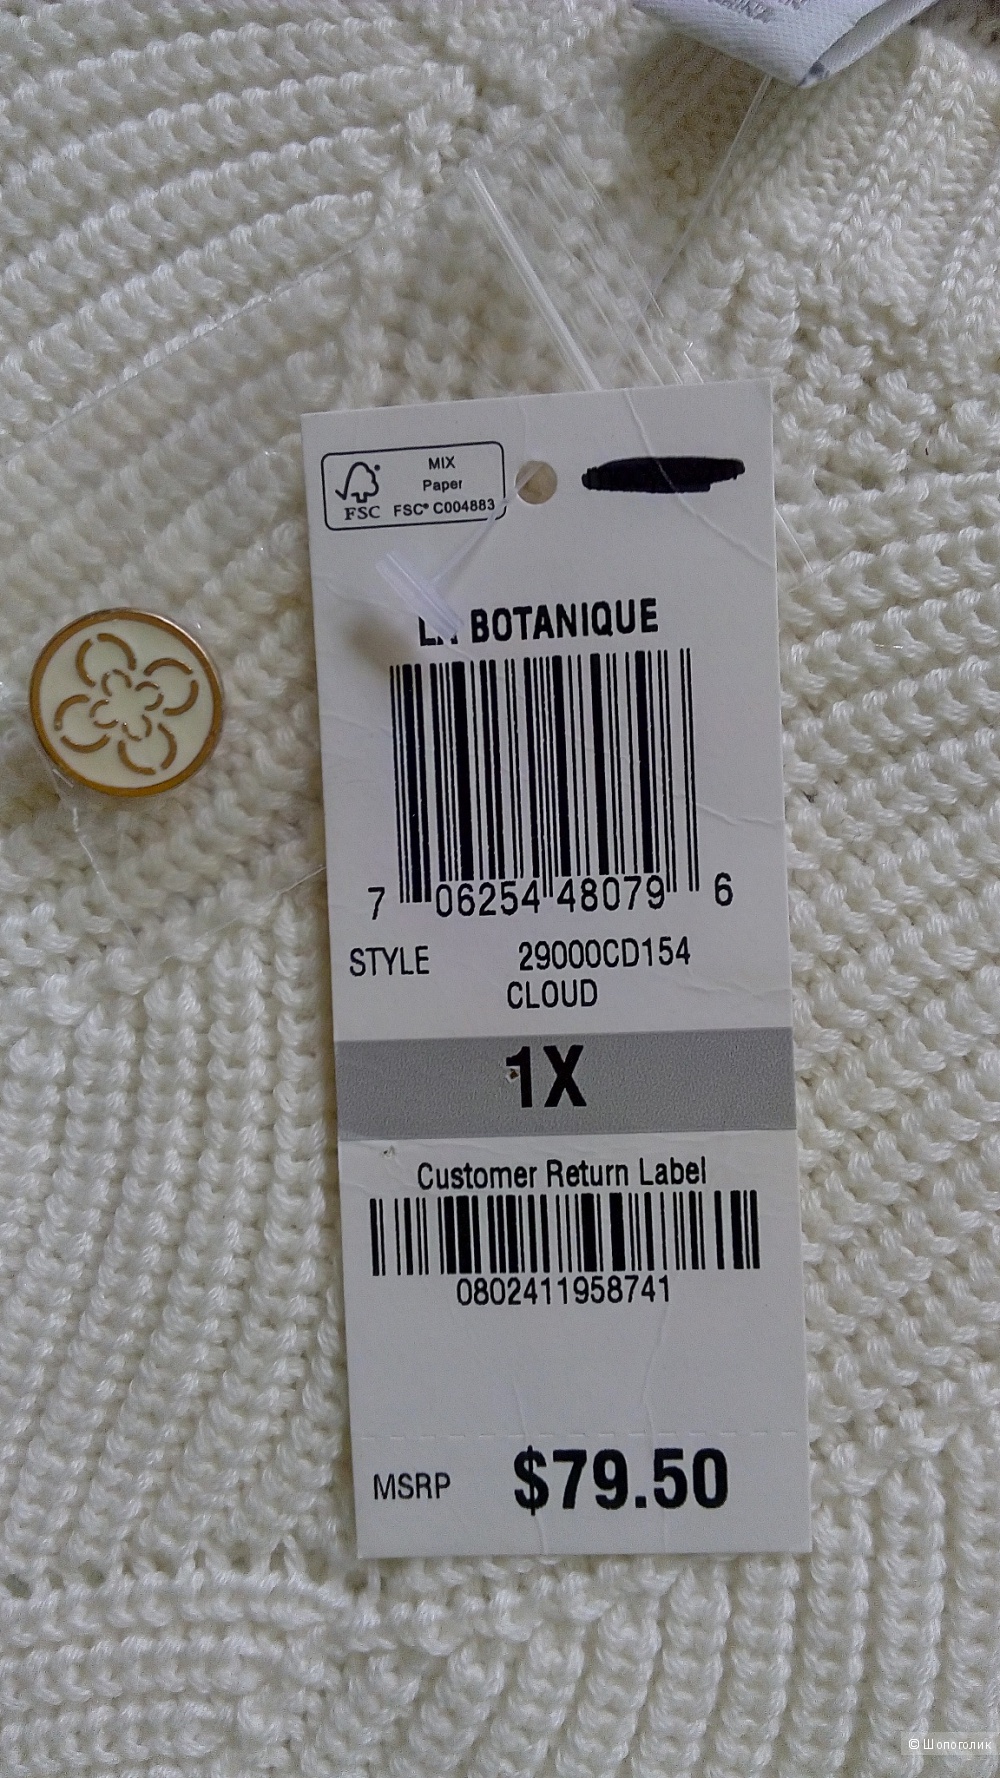 MIX
Paper
FSC® C004883
FSC
BOTANIQUE
7 06254 48079 6
STYLE 29000CD154
CLOUD
1X
Customer Return Label
0802411958741
MSRP $79.50
© Шопоголик